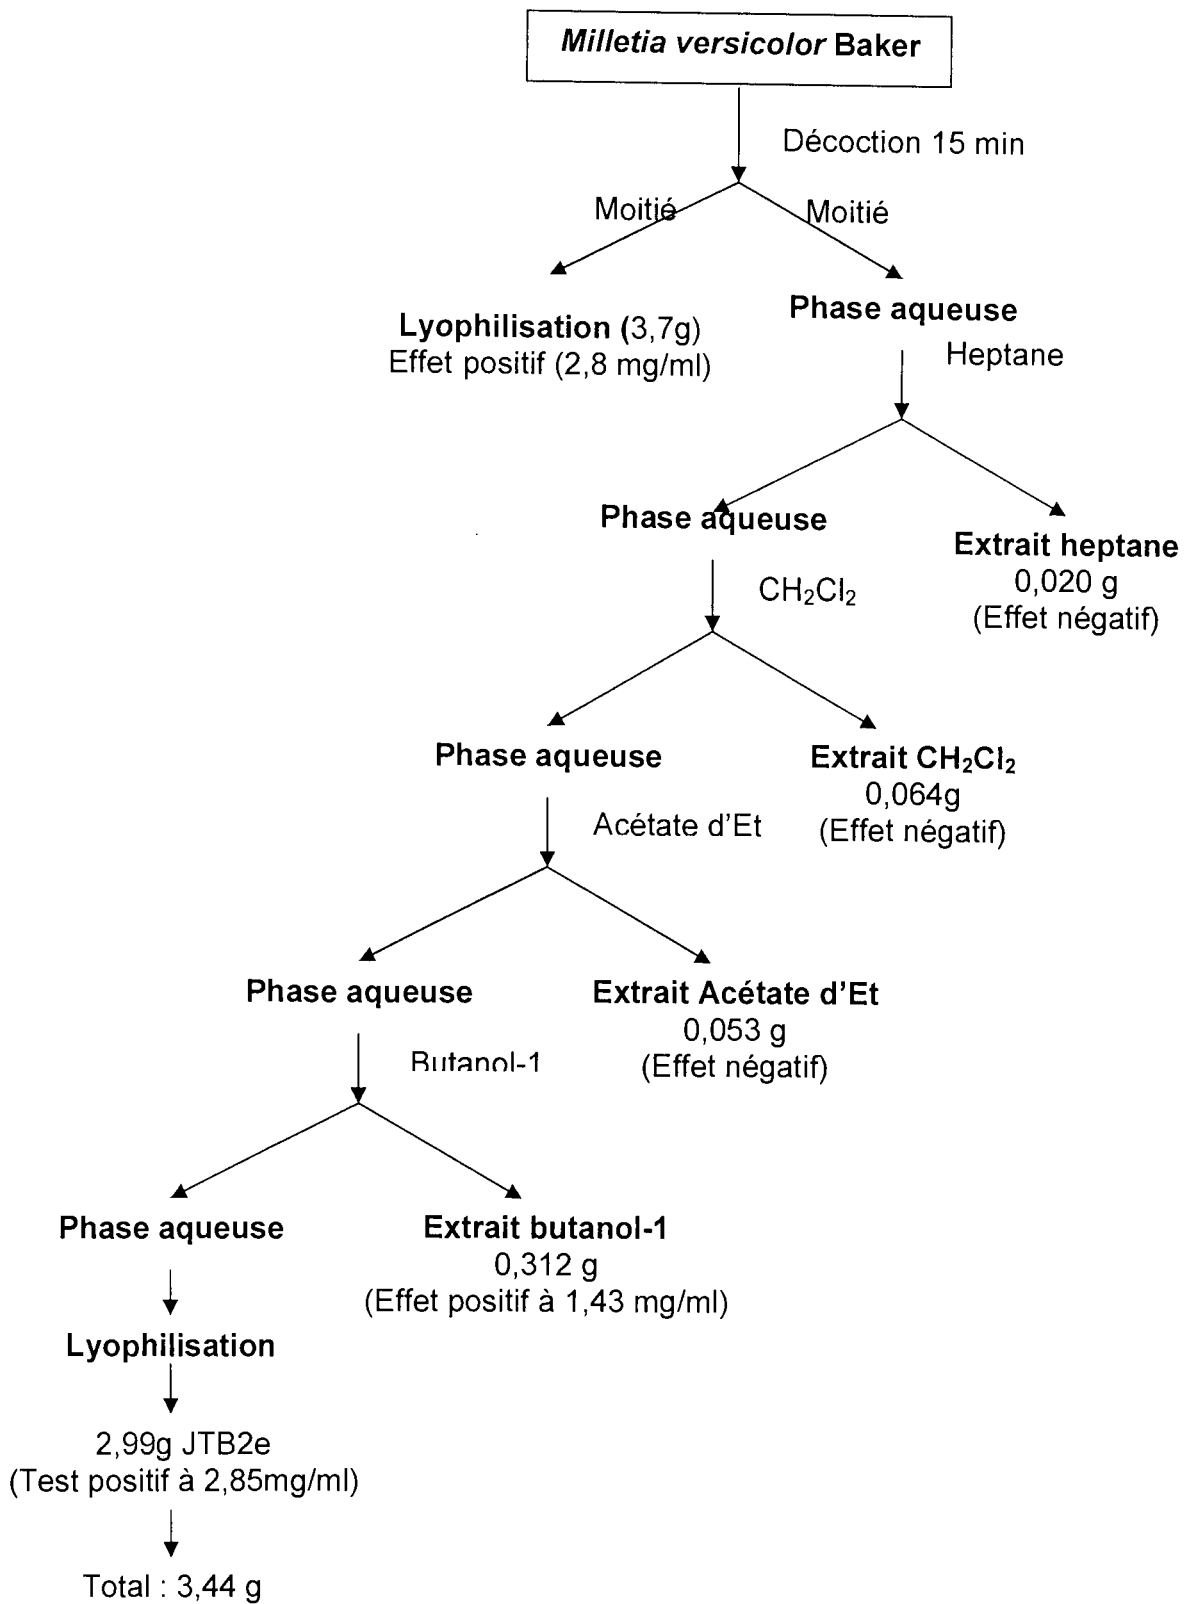 Milletia versicolor Baker
Décoction 15 min
Moitié
Moitié
Lyophilisation (3,7g)
Effet positif (2,8 mg/ml)
Phase aqueuse
Heptane
Phase aqueuse
Extrait heptane
0,020 g
(Effet négatif)
CH₂Cl₂
Phase aqueuse
Extrait CH₂Cl₂
0,064g
(Effet négatif)
Acétate d'Et
Phase aqueuse
Extrait Acétate d'Et
0,053 g
(Effet négatif)
Butanol-1
Phase aqueuse
Extrait butanol-1
0,312 g
(Effet positif à 1,43 mg/ml)
Lyophilisation
2,99g JTB2e
(Test positif à 2,85mg/ml)
Total : 3,44 g